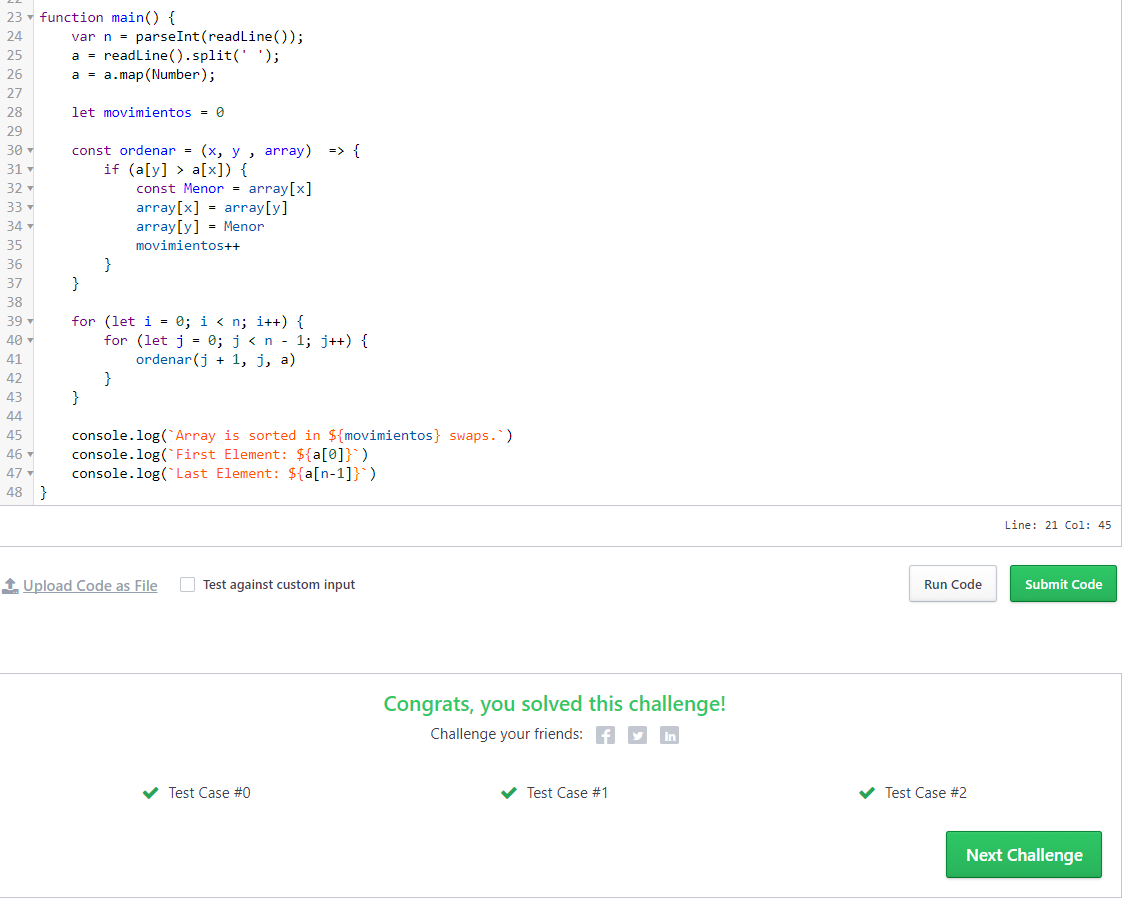 22
23 function main() {
24 var n = parseInt(readLine());
25 a = readLine().split(' ');
26 a = a.map(Number);
27
28 let movimientos = 0
29
30 const ordenar = (x, y , array)  => {
31 if (a[y] > a[x]) {
32 const Menor = array[x]
33 array[x] = array[y]
34 array[y] = Menor
35 movimientos++
36 }
37 }
38
39 for (let i = 0; i < n; i++) {
40 for (let j = 0; j < n - 1; j++) {
41 ordenar(j + 1, j, a)
42 }
43 }
44
45 console.log(`Array is sorted in ${movimientos} swaps.`)
46 console.log(`First Element: ${a[0]}`)
47 console.log(`Last Element: ${a[n-1]}`)
48 }
Line: 21 Col: 45
Upload Code as File Test against custom input Run Code Submit Code
Congrats, you solved this challenge!
Challenge your friends: f in
Test Case #0 Test Case #1 Test Case #2
Next Challenge